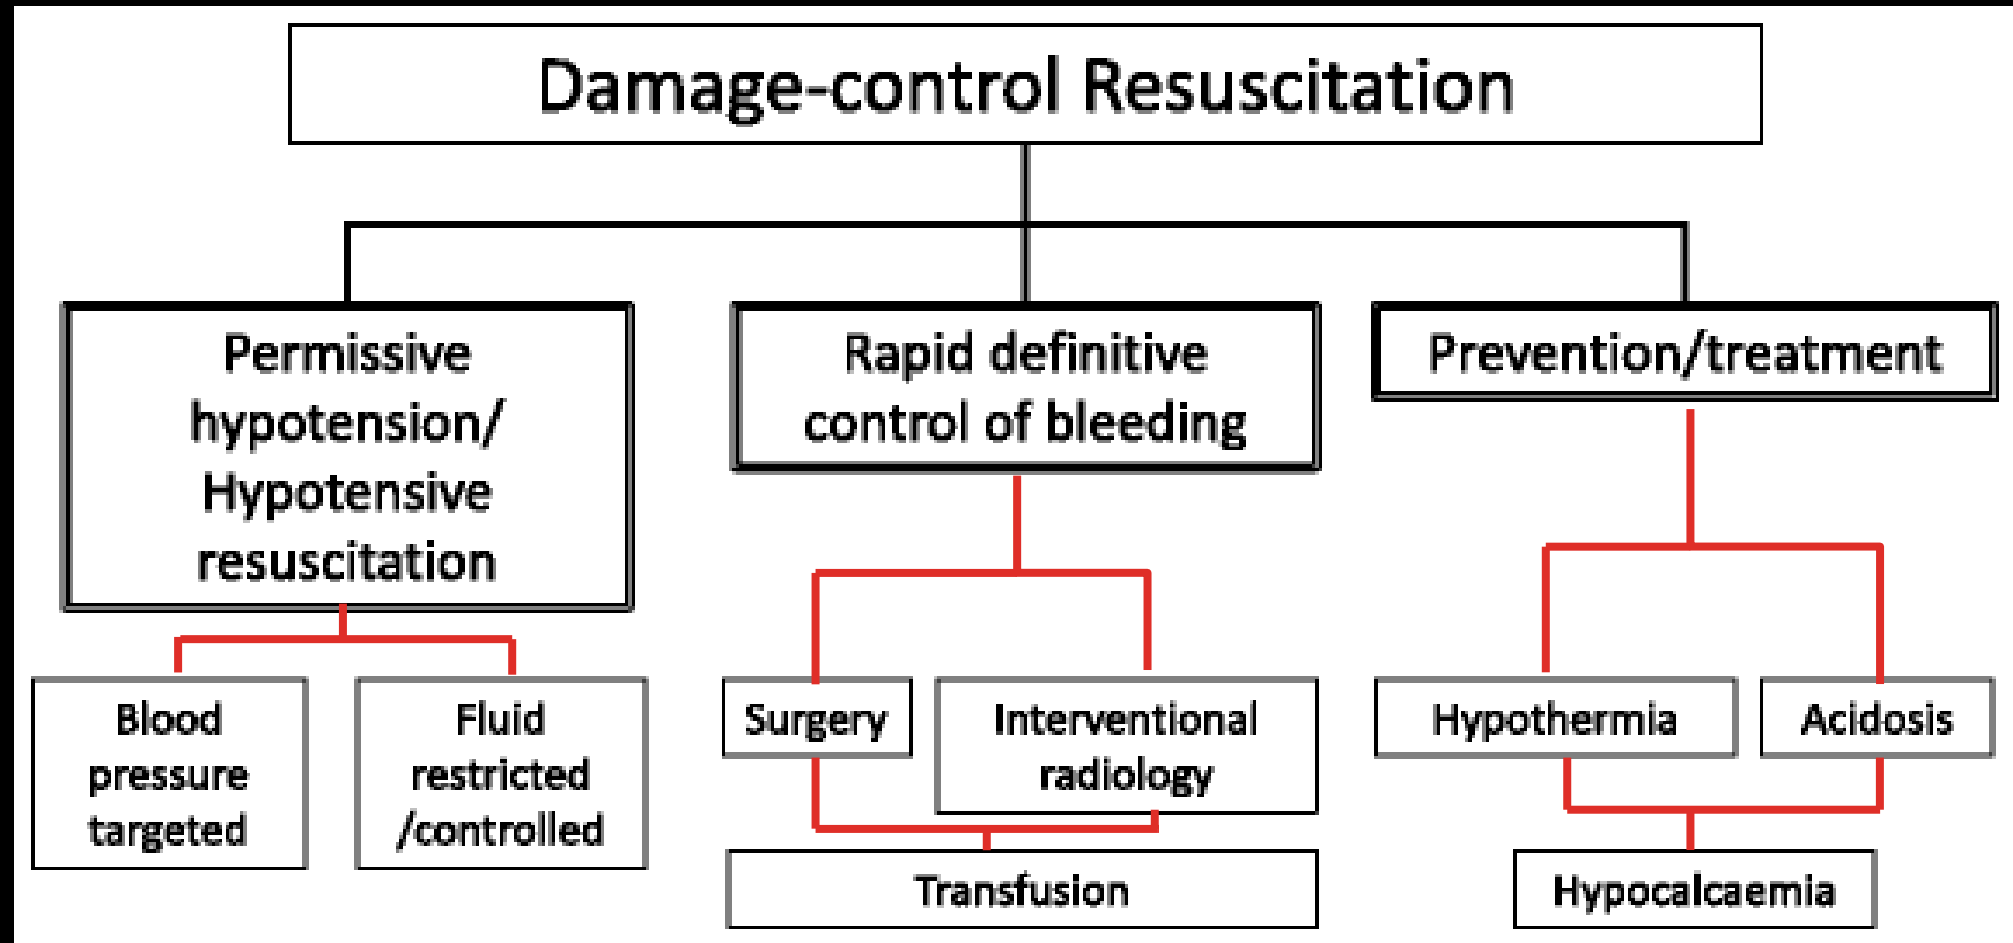 Damage-control Resuscitation
Permissive
hypotension/
Hypotensive
resuscitation
Rapid definitive
control of bleeding
Prevention/treatment
Blood
pressure
targeted
Fluid
restricted
/controlled
Surgery
Interventional
radiology
Transfusion
Hypothermia
Acidosis
Hypocalcaemia